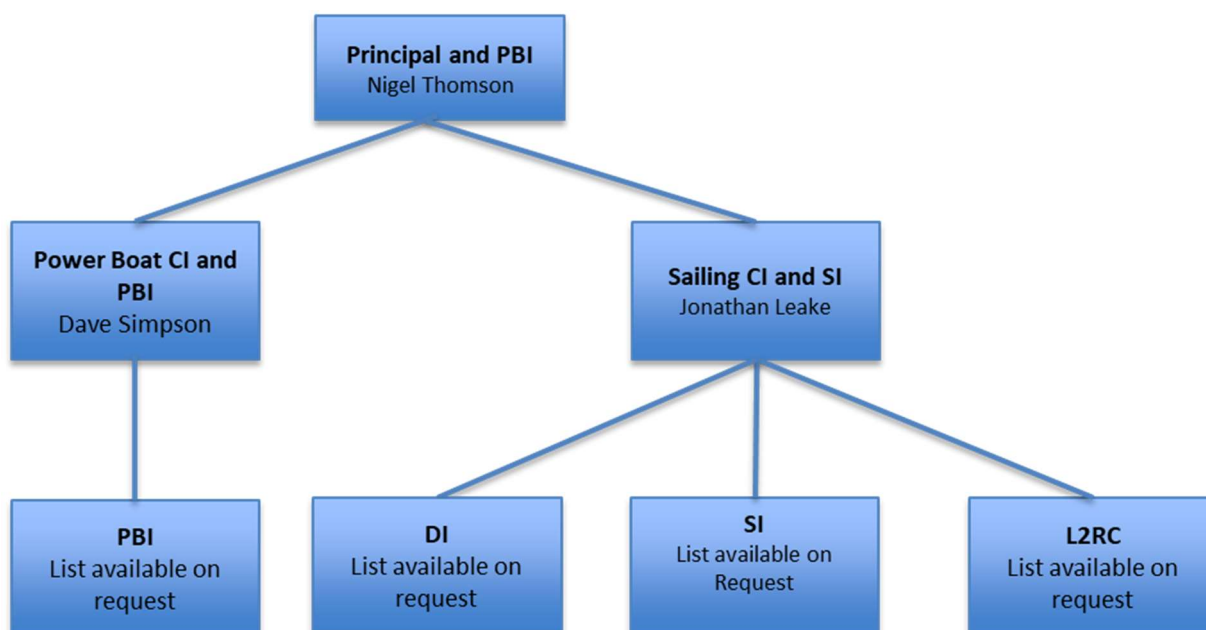 Principal and PBI
Nigel Thomson
Power Boat CI and
PBI
Dave Simpson
Sailing CI and SI
Jonathan Leake
PBI
List available on
request
DI
List available on
request
SI
List available on
Request
L2RC
List available on
request